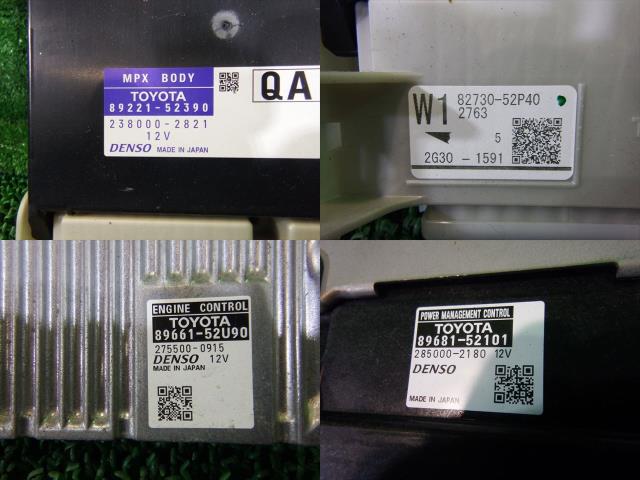 MPX BODY
TOYOTA
89221-52390
238000-2821
12V
DENSO MADE IN JAPAN
QA
W1 82730-52P40
2763
5
2G30 - 1591
ENGINE CONTROL
TOYOTA
89661-52U90
275500-0915
DENSO 12V
MADE IN JAPAN
POWER MANAGEMENT CONTROL
TOYOTA
89681-52101
285000-2180 12V
DENSO
MADE IN JAPAN